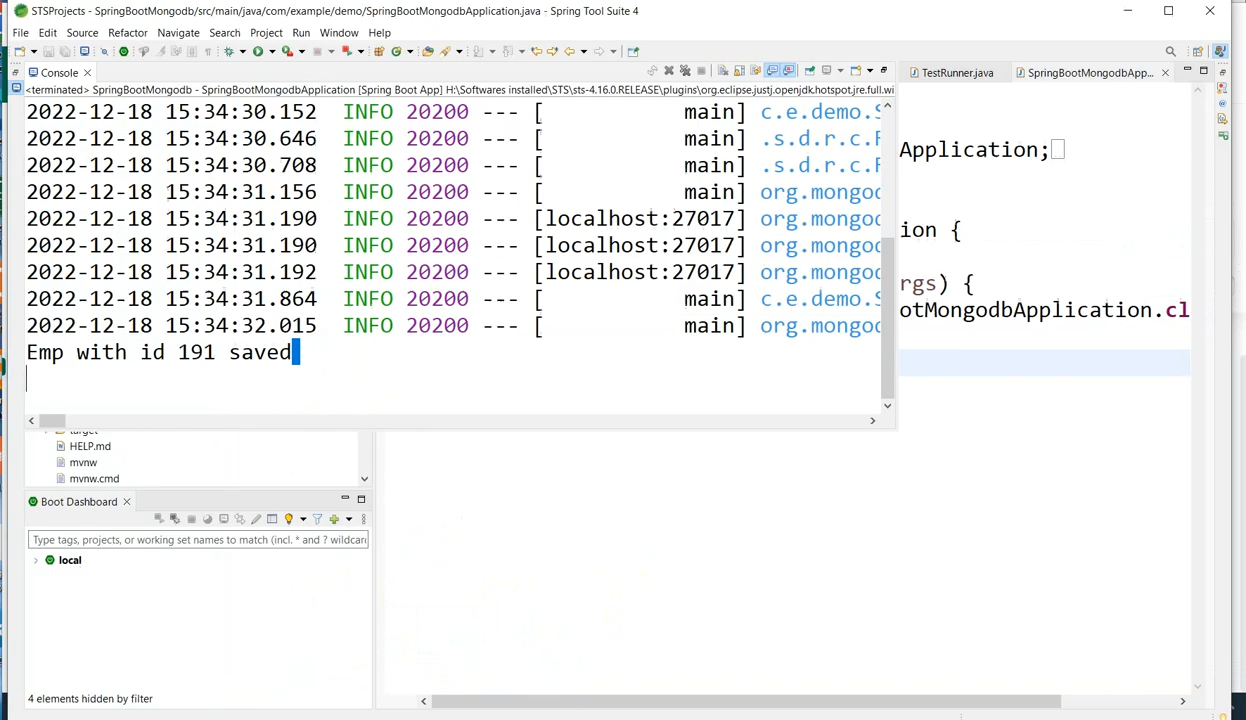 STSProjects - SpringBootMongodb/src/main/java/com/example/demo/SpringBootMongodbApplication.java - Spring Tool Suite 4
File Edit Source Refactor Navigate Search Project Run Window Help
Console
TestRunner.java
SpringBootMongodbApp...
<terminated> SpringBootMongodb - SpringBootMongodbApplication [Spring Boot App] H:\Softwares installed\STS\sts-4.16.0.RELEASE\plugins\org.eclipse.justj.openjdk.hotspot.jre.full.wi
2022-12-18 15:34:30.152  INFO 20200 --- [           main] c.e.demo.S
2022-12-18 15:34:30.646  INFO 20200 --- [           main] .s.d.r.c.R
2022-12-18 15:34:30.708  INFO 20200 --- [           main] .s.d.r.c.R
2022-12-18 15:34:31.156  INFO 20200 --- [           main] org.mongod
2022-12-18 15:34:31.190  INFO 20200 --- [localhost:27017] org.mongod
2022-12-18 15:34:31.190  INFO 20200 --- [localhost:27017] org.mongod
2022-12-18 15:34:31.192  INFO 20200 --- [localhost:27017] org.mongod
2022-12-18 15:34:31.864  INFO 20200 --- [           main] c.e.demo.S
2022-12-18 15:34:32.015  INFO 20200 --- [           main] org.mongod
Emp with id 191 saved
Application;
ion {
rgs) {
otMongodbApplication.cl
target
HELP.md
mvnw
mvnw.cmd
Boot Dashboard
Type tags, projects, or working set names to match (incl. * and ? wildcar
local
4 elements hidden by filter